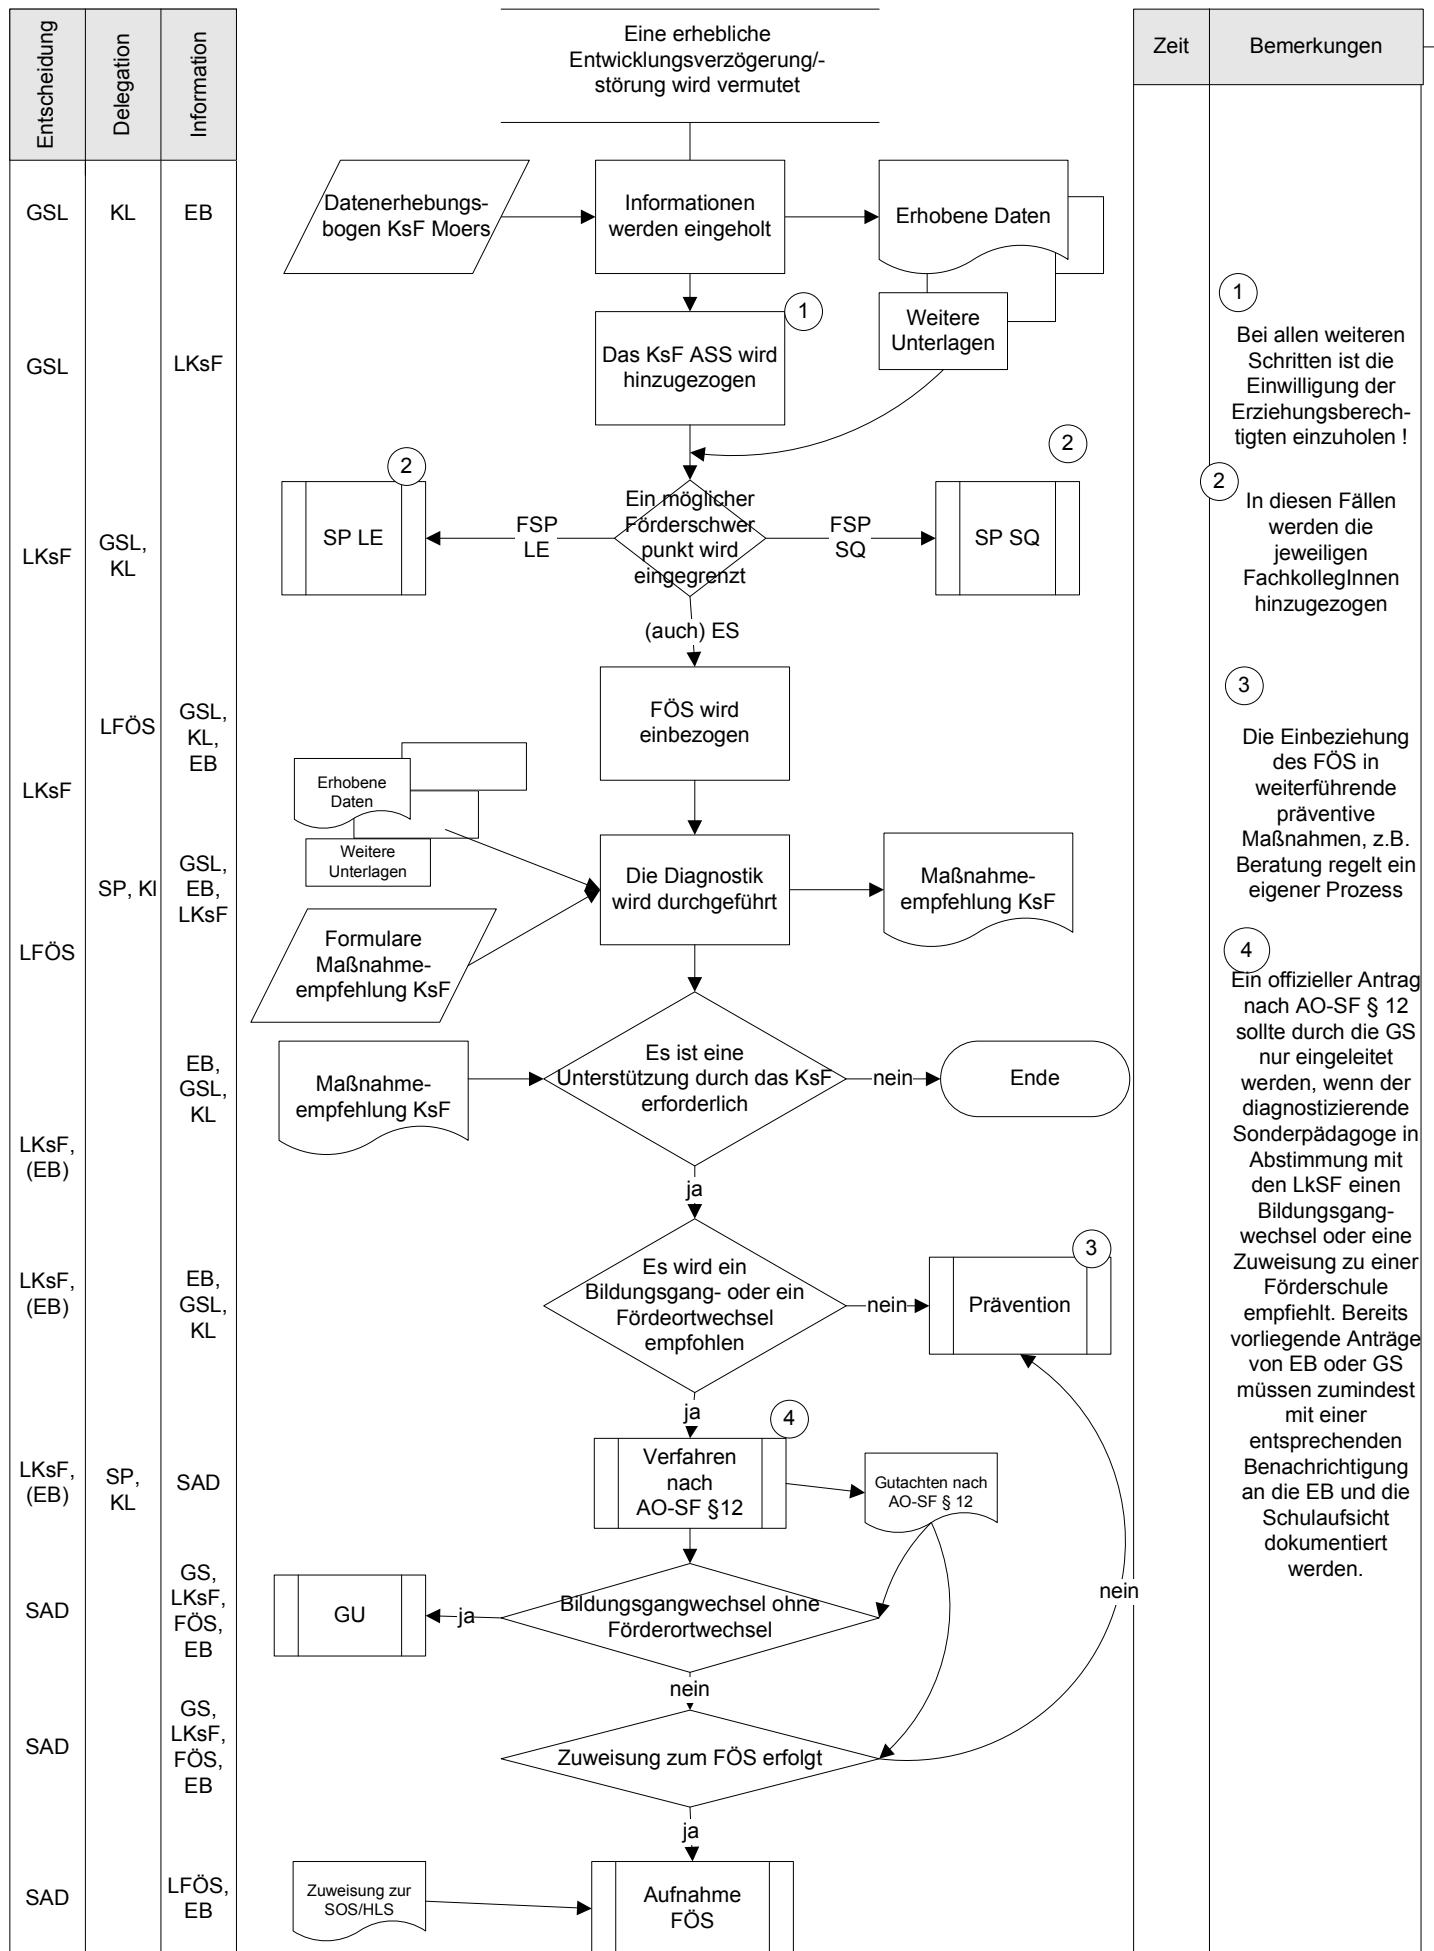 Entscheidung
Delegation
Information
Eine erhebliche
Entwicklungsverzögerung/-
störung wird vermutet
Zeit
Bemerkungen
GSL
KL
EB
Datenerhebungs-
bogen KsF Moers
Informationen
werden eingeholt
Erhobene Daten
Weitere
Unterlagen
GSL
LKsF
1
Das KsF ASS wird
hinzugezogen
1
Bei allen weiteren
Schritten ist die
Einwilligung der
Erziehungsberech-
tigten einzuholen !
LKsF
GSL,
KL
2
SP LE
FSP
LE
Ein möglicher
Förderschwer
punkt wird
eingegrenzt
FSP
SQ
2
SP SQ
2
In diesen Fällen
werden die
jeweiligen
FachkollegInnen
hinzugezogen
(auch) ES
LKsF
LFÖS
GSL,
KL,
EB
FÖS wird
einbezogen
3
Die Einbeziehung
des FÖS in
weiterführende
präventive
Maßnahmen, z.B.
Beratung regelt ein
eigener Prozess
Erhobene
Daten
Weitere
Unterlagen
LFÖS
SP, Kl
GSL,
EB,
LKsF
Formulare
Maßnahme-
empfehlung KsF
Die Diagnostik
wird durchgeführt
Maßnahme-
empfehlung KsF
4
Ein offizieller Antrag
nach AO-SF § 12
sollte durch die GS
nur eingeleitet
werden, wenn der
diagnostizierende
Sonderpädagoge in
Abstimmung mit
den LkSF einen
Bildungsgang-
wechsel oder eine
Zuweisung zu einer
Förderschule
empfiehlt. Bereits
vorliegende Anträge
von EB oder GS
müssen zumindest
mit einer
entsprechenden
Benachrichtigung
an die EB und die
Schulaufsicht
dokumentiert
werden.
LKsF,
(EB)
EB,
GSL,
KL
Maßnahme-
empfehlung KsF
Es ist eine
Unterstützung durch das KsF
erforderlich
nein
Ende
ja
LKsF,
(EB)
EB,
GSL,
KL
Es wird ein
Bildungsgang- oder ein
Fördeortwechsel
empfohlen
nein
3
Prävention
ja
LKsF,
(EB)
SP,
KL
SAD
4
Verfahren
nach
AO-SF §12
Gutachten nach
AO-SF § 12
SAD
GS,
LKsF,
FÖS,
EB
GU
ja
Bildungsgangwechsel ohne
Förderortwechsel
nein
nein
SAD
GS,
LKsF,
FÖS,
EB
Zuweisung zum FÖS erfolgt
ja
SAD
LFÖS,
EB
Zuweisung zur
SOS/HLS
Aufnahme
FÖS